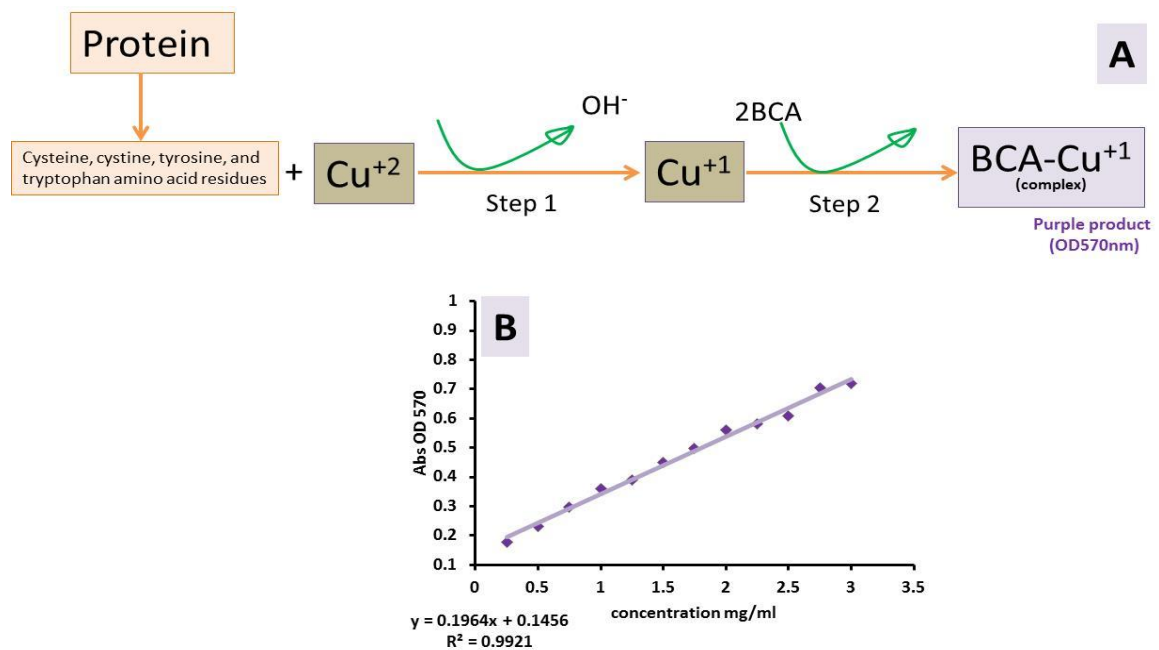 Protein
A
Cysteine, cystine, tyrosine, and
tryptophan amino acid residues
+
Cu+2
OH-
Step 1
Cu+1
2BCA
Step 2
BCA-Cu+1
(complex)
Purple product
(OD570nm)
B
Abs OD 570
1
0.9
0.8
0.7
0.6
0.5
0.4
0.3
0.2
0.1
0 0.5 1 1.5 2 2.5 3 3.5
concentration mg/ml
y = 0.1964x + 0.1456
R² = 0.9921